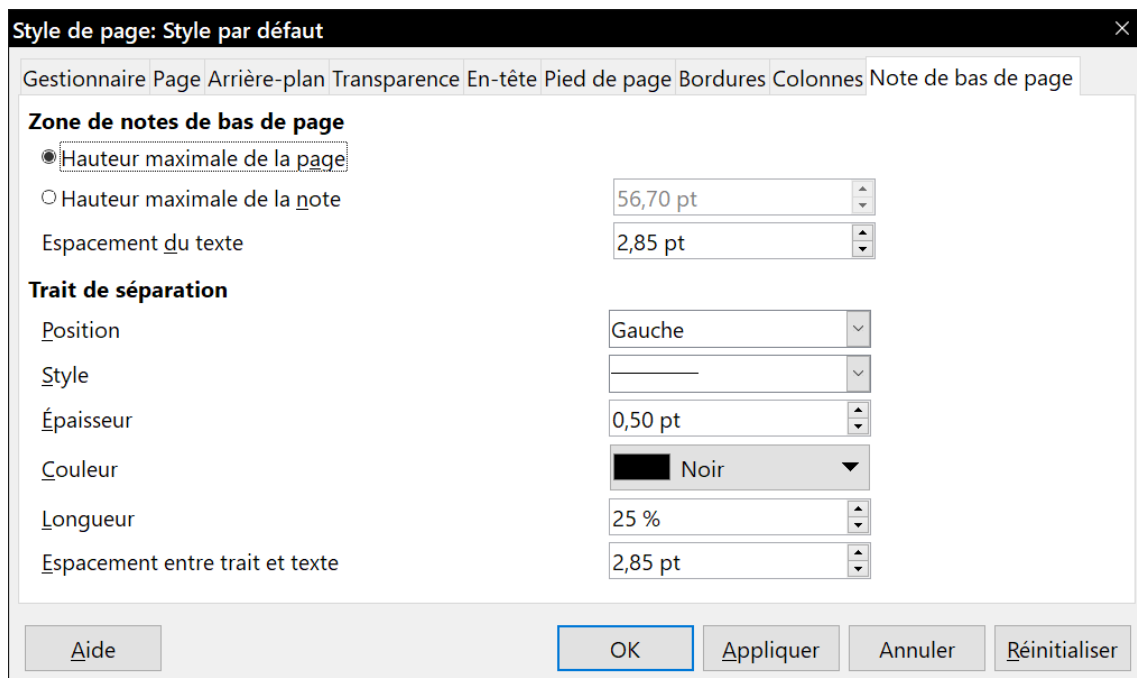 Style de page: Style par défaut
Gestionnaire Page Arrière-plan Transparence En-tête Pied de page Bordures Colonnes Note de bas de page
Zone de notes de bas de page
Hauteur maximale de la page
Hauteur maximale de la note 56,70 pt
Espacement du texte 2,85 pt
Trait de séparation
Position Gauche
Style
Épaisseur 0,50 pt
Couleur Noir
Longueur 25 %
Espacement entre trait et texte 2,85 pt
Aide OK Appliquer Annuler Réinitialiser